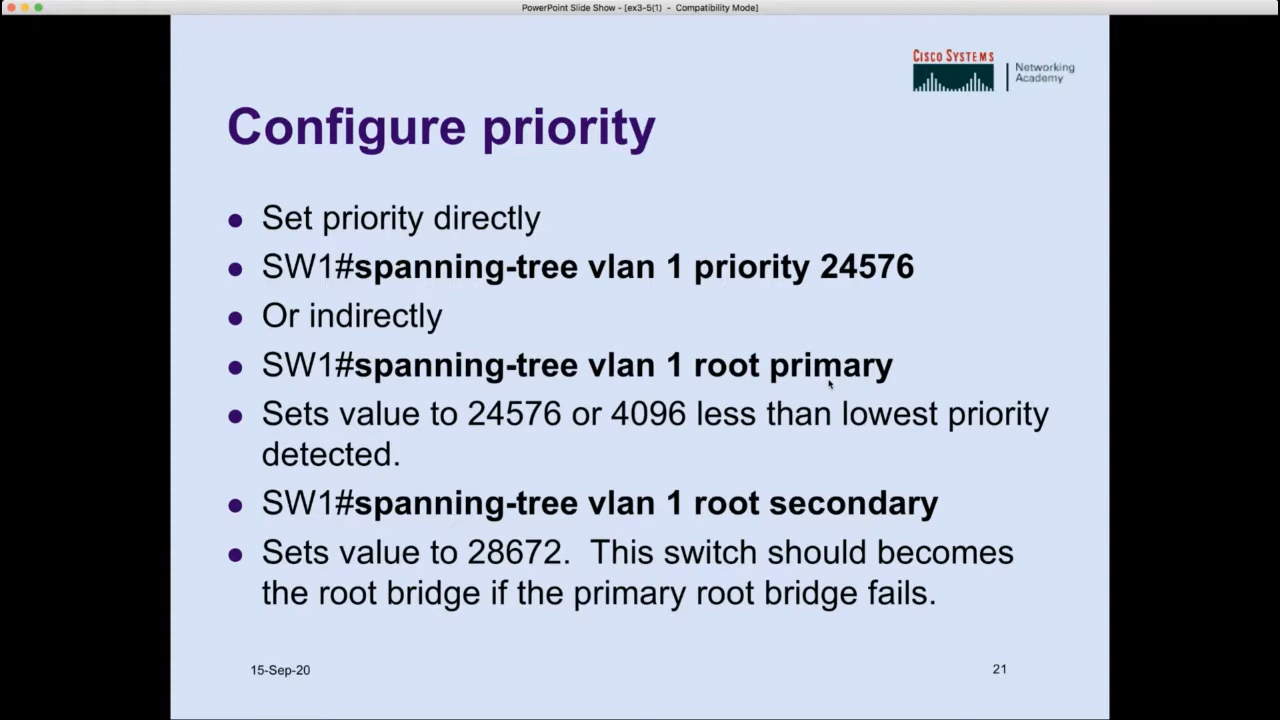 PowerPoint Slide Show - [ex3-5(1) - Compatibility Mode]
CISCO SYSTEMS
Networking
Academy
Configure priority
Set priority directly
SW1#spanning-tree vlan 1 priority 24576
Or indirectly
SW1#spanning-tree vlan 1 root primary
Sets value to 24576 or 4096 less than lowest priority
detected.
SW1#spanning-tree vlan 1 root secondary
Sets value to 28672. This switch should becomes
the root bridge if the primary root bridge fails.
15-Sep-20
21